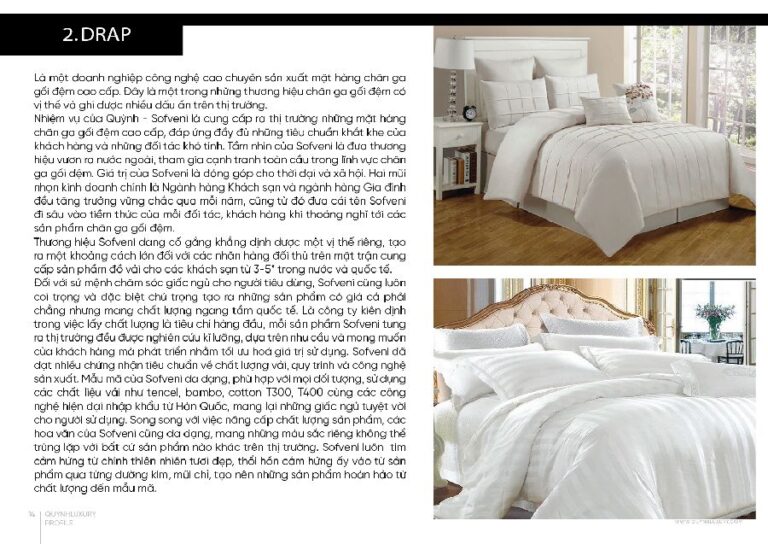 2.DRAP
Là một doanh nghiệp công nghệ cao chuyên sản xuất mặt hàng chăn ga
gối đệm cao cấp. Đây là một trong những thương hiệu chăn ga gối đệm có
vị thế và ghi được nhiều dấu ấn trên thị trường.
Nhiệm vụ của Quỳnh - Sofveni là cung cấp ra thị trường những mặt hàng
chăn ga gối đệm cao cấp, đáp ứng đầy đủ những tiêu chuẩn khắt khe của
khách hàng và những đối tác khó tính. Tầm nhìn của Sofveni là đưa thương
hiệu vươn ra nước ngoài, tham gia cạnh tranh toàn cầu trong lĩnh vực chăn
ga gối đệm. Giá trị của Sofveni là đóng góp cho thời đại và xã hội. Hai mũi
nhọn kinh doanh chính là Ngành hàng Khách sạn và ngành hàng Gia đình
đều tăng trưởng vững chắc qua mỗi năm, cũng từ đó đưa cái tên Sofveni
đi sâu vào tiềm thức của mỗi đối tác, khách hàng khi thoáng nghĩ tới các
sản phẩm chăn ga gối đệm.
Thương hiệu Sofveni đang cố gắng khẳng định được một vị thế riêng, tạo
ra một khoảng cách lớn đối với các nhãn hàng đối thủ trên mặt trận cung
cấp sản phẩm đồ vải cho các khách sạn từ 3-5* trong nước và quốc tế.
Đối với sứ mệnh chăm sóc giấc ngủ cho người tiêu dùng, Sofveni cũng luôn
coi trọng và đặc biệt chú trọng tạo ra những sản phẩm có giá cả phải
chăng nhưng mang chất lượng ngang tầm quốc tế. Là công ty kiên định
trong việc lấy chất lượng là tiêu chí hàng đầu, mỗi sản phẩm Sofveni tung
ra thị trường đều được nghiên cứu kĩ lưỡng, dựa trên nhu cầu và mong muốn
của khách hàng mà phát triển nhằm tối ưu hoá giá trị sử dụng. Sofveni đã
đạt nhiều chứng nhận tiêu chuẩn về chất lượng vải, quy trình và công nghệ
sản xuất. Mẫu mã của Sofveni đa dạng, phù hợp với mọi đối tượng, sử dụng
các chất liệu vải như tencel, bambo, cotton T300, T400 cùng các công
nghệ hiện đại nhập khẩu từ Hàn Quốc, mang lại những giấc ngủ tuyệt vời
cho người sử dụng. Song song với việc nâng cấp chất lượng sản phẩm, các
hoa văn của Sofveni cũng đa dạng, mang những màu sắc riêng không thể
trùng lặp với bất cứ sản phẩm nào khác trên thị trường. Sofveni luôn tìm
cảm hứng từ chính thiên nhiên tươi đẹp, thổi hồn cảm hứng ấy vào từ sản
phẩm qua từng đường kim, mũi chỉ, tạo nên những sản phẩm hoàn hảo từ
chất lượng đến mẫu mã.
14
QUYNHLUXURY
PROFILE